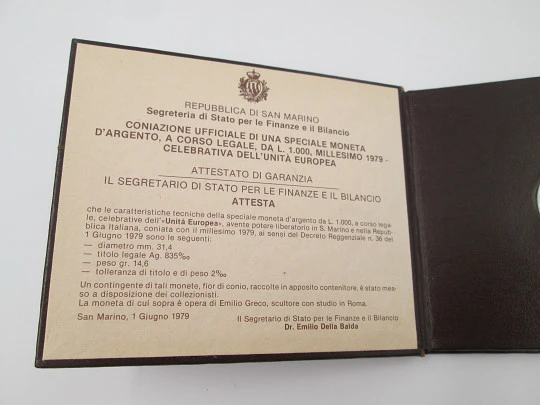 REPUBBLICA DI SAN MARINO
Segreteria di Stato per le Finanze e il Bilancio
CONIAZIONE UFFICIALE DI UNA SPECIALE MONETA
D'ARGENTO, A CORSO LEGALE, DA L. 1.000, MILLESIMO 1979 -
CELEBRATIVA DELL'UNITÀ EUROPEA
ATTESTATO DI GARANZIA
IL SEGRETARIO DI STATO PER LE FINANZE E IL BILANCIO
ATTESTA
che le caratteristiche tecniche della speciale moneta d'argento da L. 1.000, a corso lega-
le, celebrative dell'«Unità Europea», avente potere liberatorio in S. Marino e nella Repub-
blica Italiana, coniata con il millesimo 1979, ai sensi del Decreto Reggenziale n. 36 del
1 Giugno 1979 sono le seguenti:
— diametro mm. 31,4
— titolo legale Ag. 835‰
— peso gr. 14,6
— tolleranza di titolo e di peso 2‰
Un contingente di tali monete, fior di conio, raccolte in apposito contenitore, è stato mes-
so a disposizione dei collezionisti.
La moneta di cui sopra è opera di Emilio Greco, scultore con studio in Roma.
San Marino, 1 Giugno 1979
Il Segretario di Stato per le Finanze e il Bilancio
Dr. Emilio Della Balda